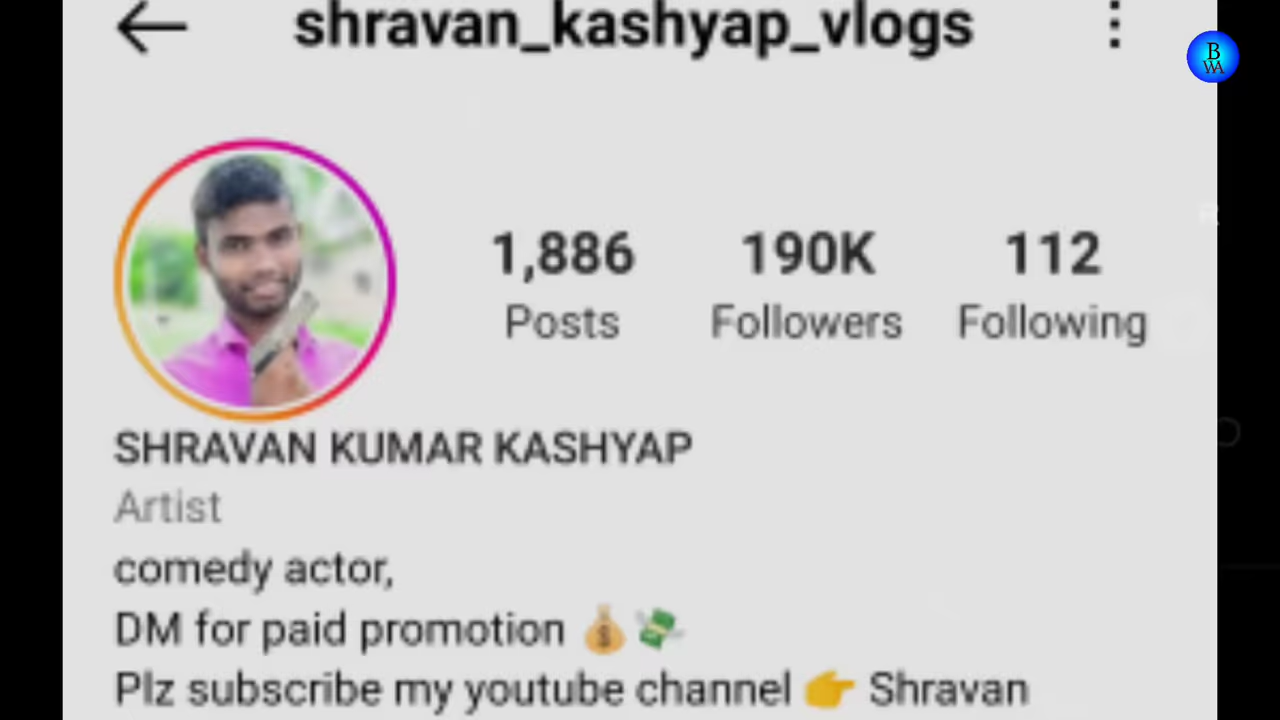 shravan_kashyap_vlogs
B
WA
1,886 190K 112
Posts Followers Following
SHRAVAN KUMAR KASHYAP
Artist
comedy actor,
DM for paid promotion 💰💸
Plz subscribe my youtube channel 👉 Shravan